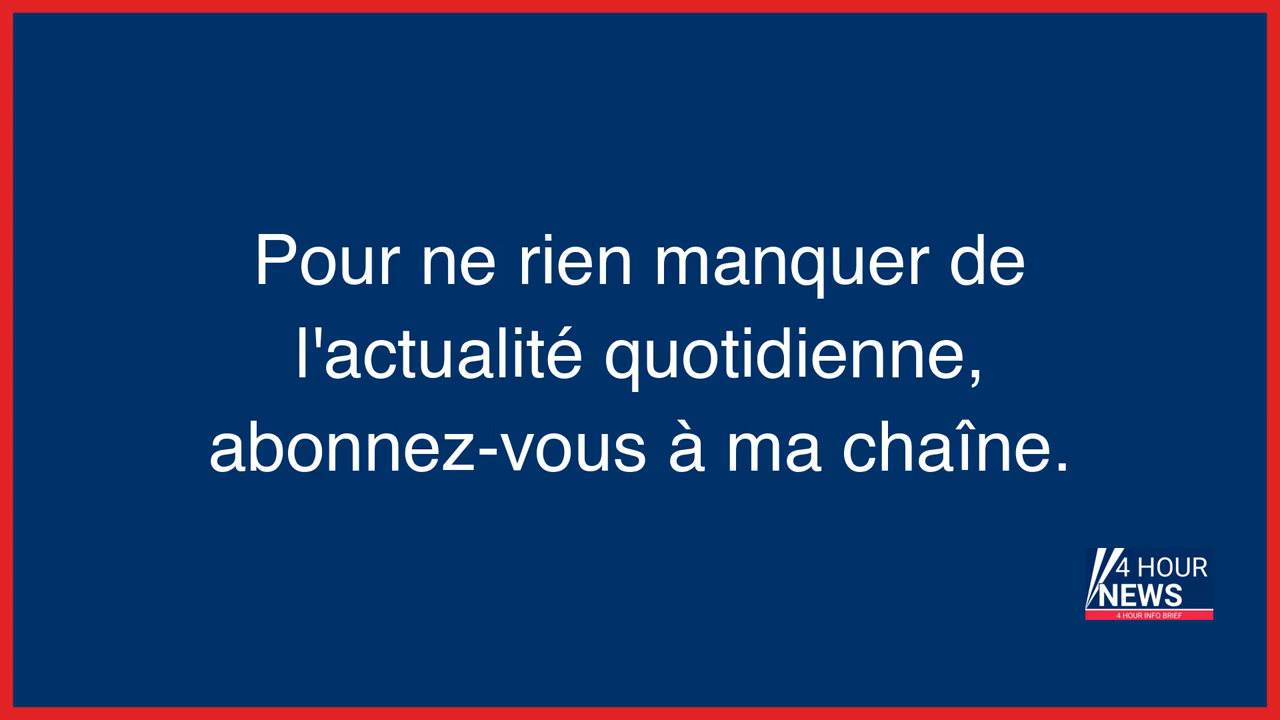 Pour ne rien manquer de
l'actualité quotidienne,
abonnez-vous à ma chaîne.
4 HOUR
NEWS
4 HOUR INFO BRIEF